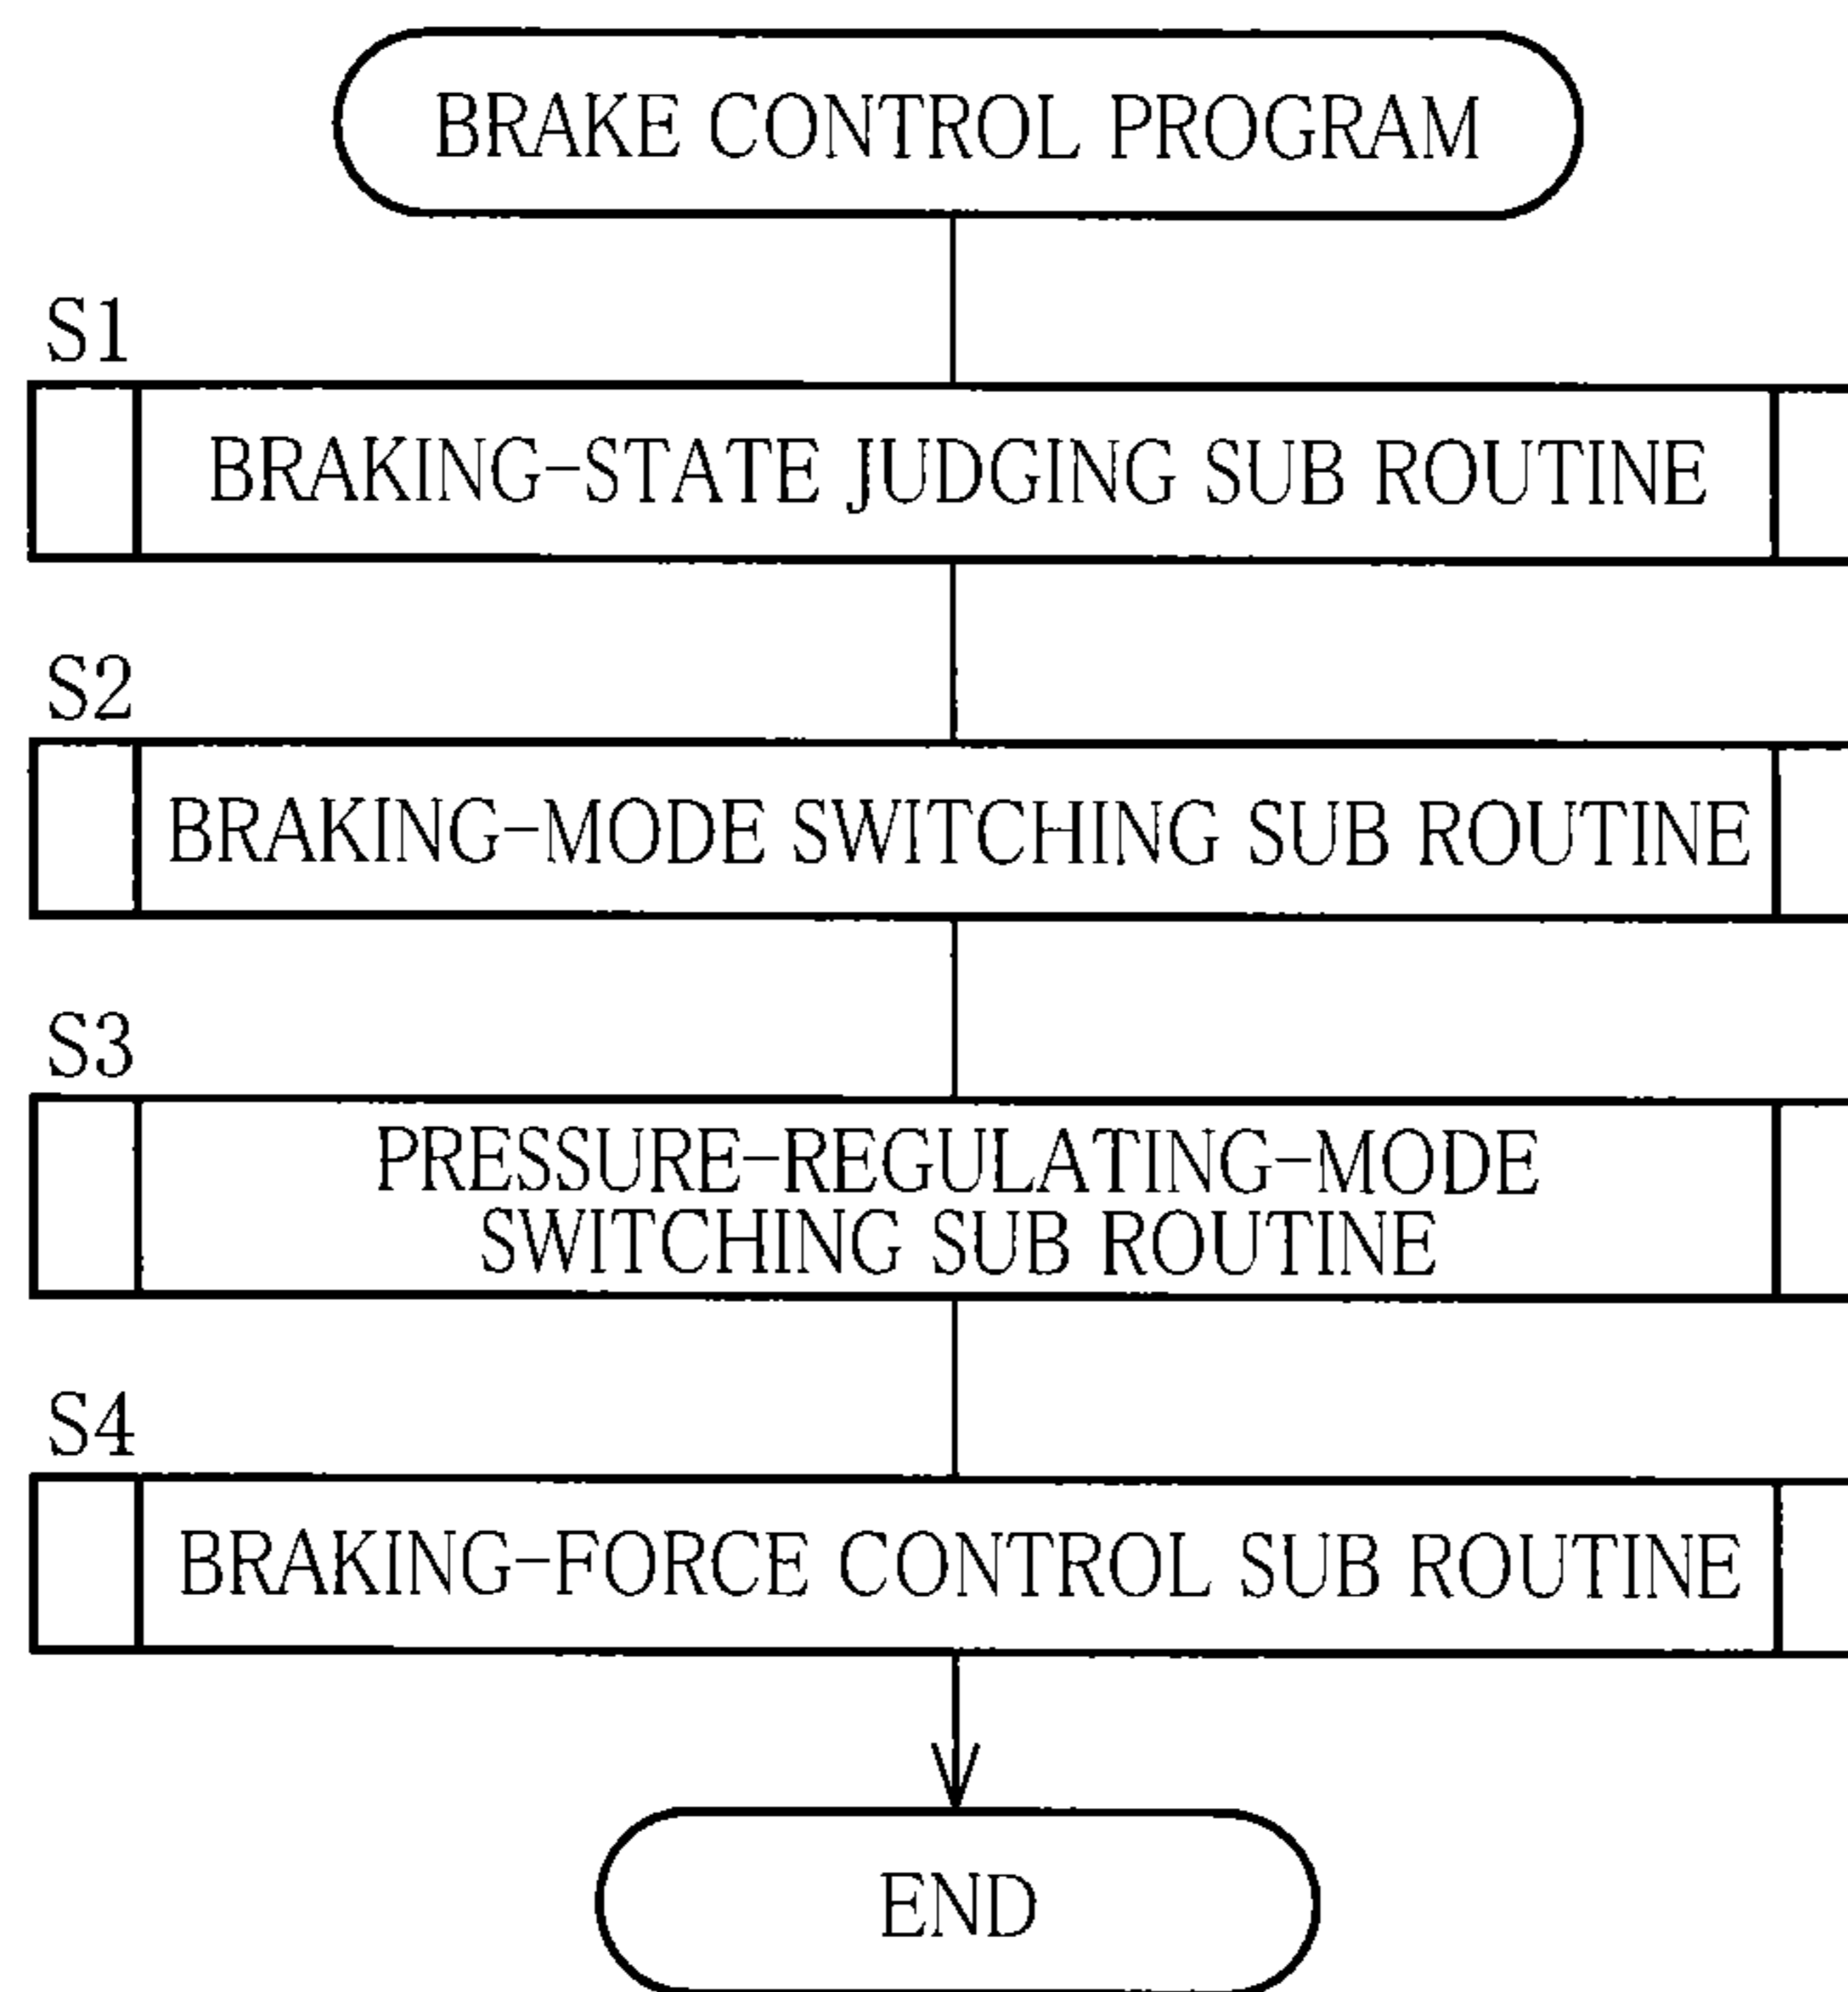 BRAKE CONTROL PROGRAM
S1
BRAKING-STATE JUDGING SUB ROUTINE
S2
BRAKING-MODE SWITCHING SUB ROUTINE
S3
PRESSURE-REGULATING-MODE
SWITCHING SUB ROUTINE
S4
BRAKING-FORCE CONTROL SUB ROUTINE
END